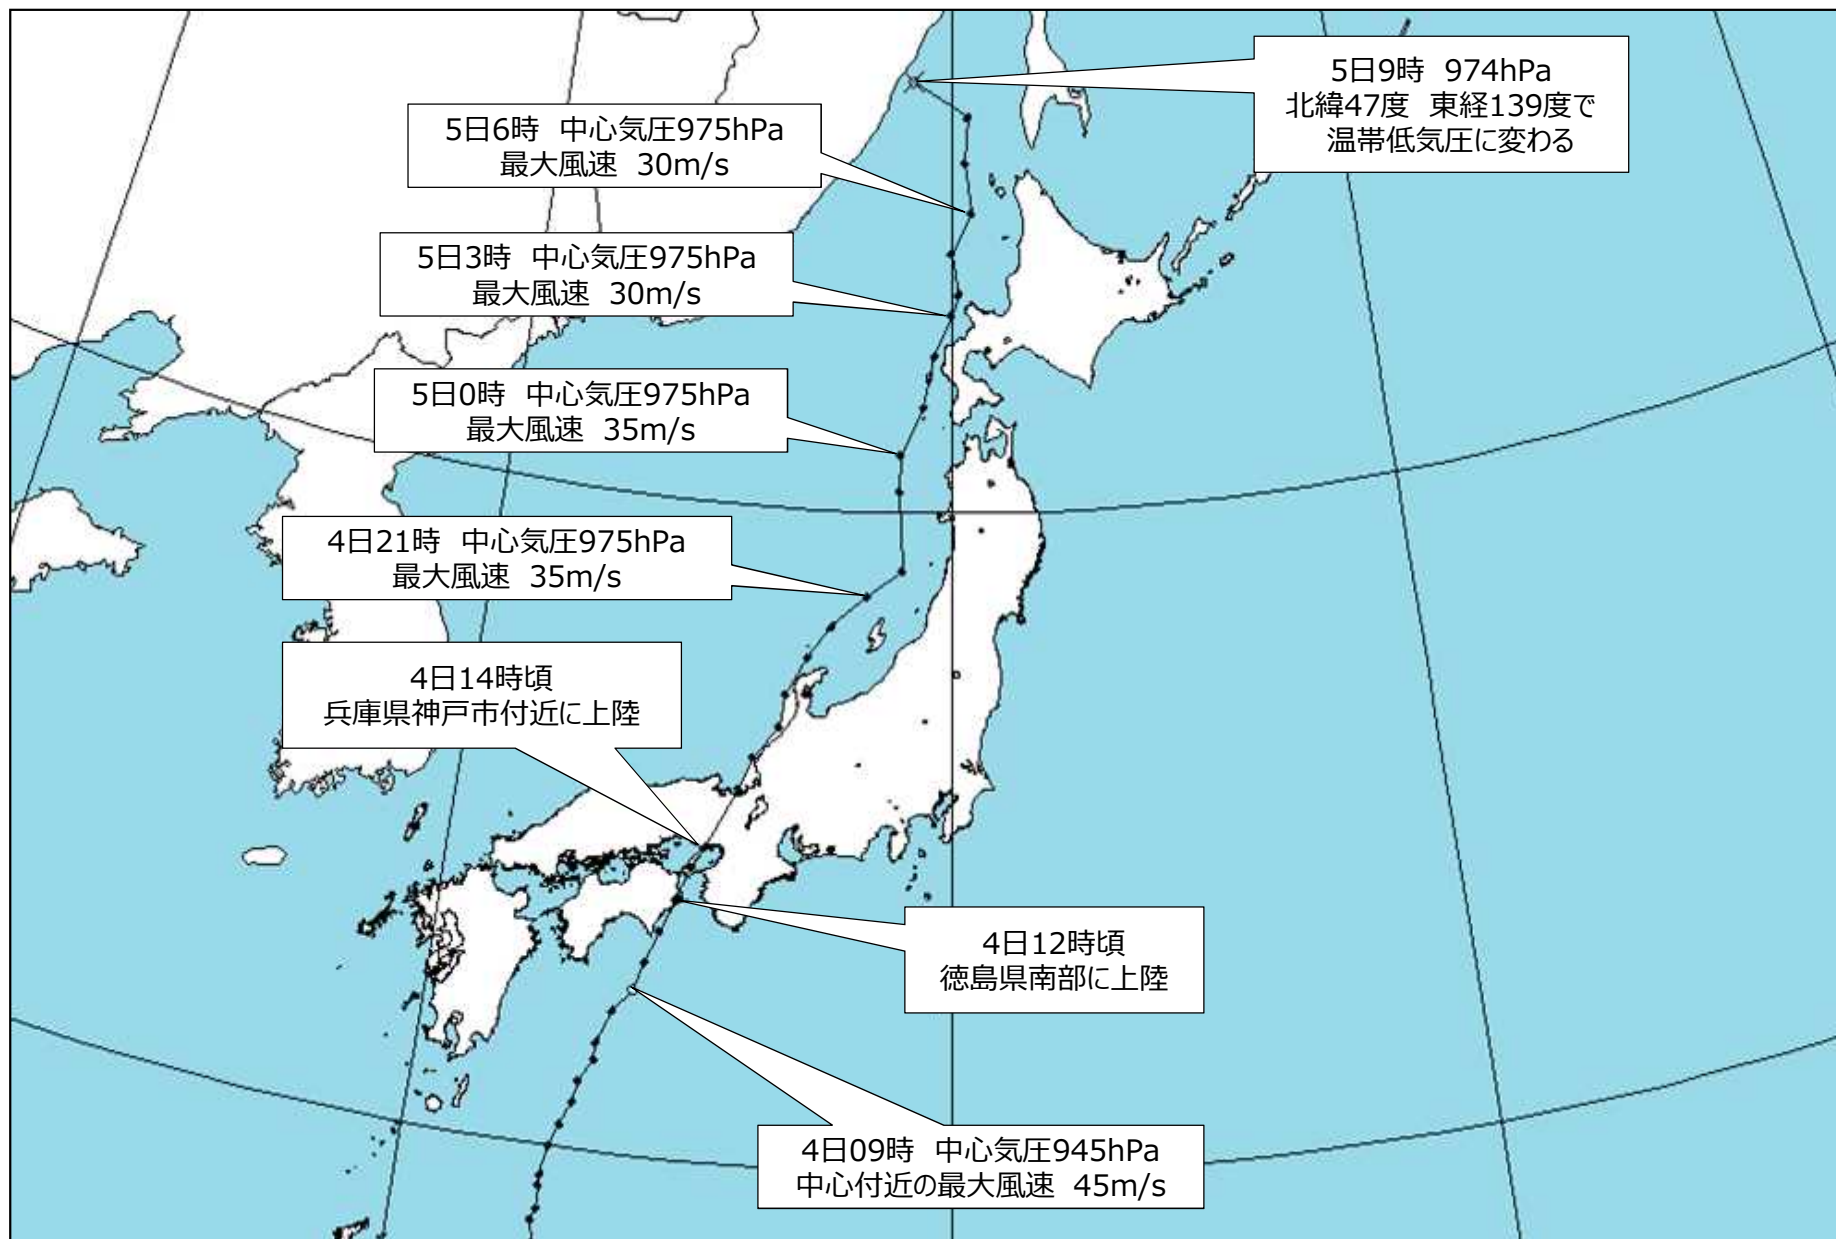 5日9時 974hPa
北緯47度 東経139度で
温帯低気圧に変わる
5日6時 中心気圧975hPa
最大風速 30m/s
5日3時 中心気圧975hPa
最大風速 30m/s
5日0時 中心気圧975hPa
最大風速 35m/s
4日21時 中心気圧975hPa
最大風速 35m/s
4日14時頃
兵庫県神戸市付近に上陸
4日12時頃
徳島県南部に上陸
4日09時 中心気圧945hPa
中心付近の最大風速 45m/s